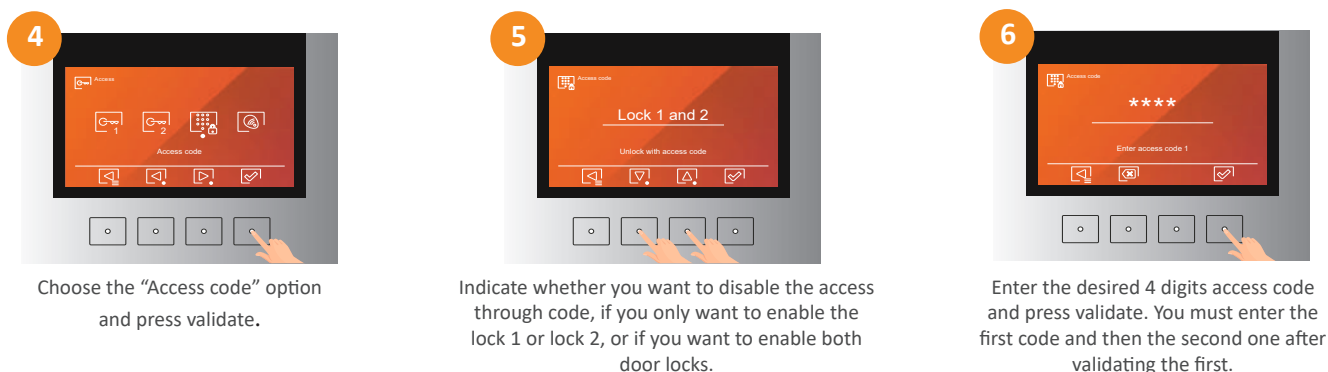 4
Access
1
2
Access code
Choose the “Access code” option
and press validate.
5
Access code
Lock 1 and 2
Unlock with access code
Indicate whether you want to disable the access
through code, if you only want to enable the
lock 1 or lock 2, or if you want to enable both
door locks.
6
Access code
****
Enter access code 1
Enter the desired 4 digits access code
and press validate. You must enter the
first code and then the second one after
validating the first.